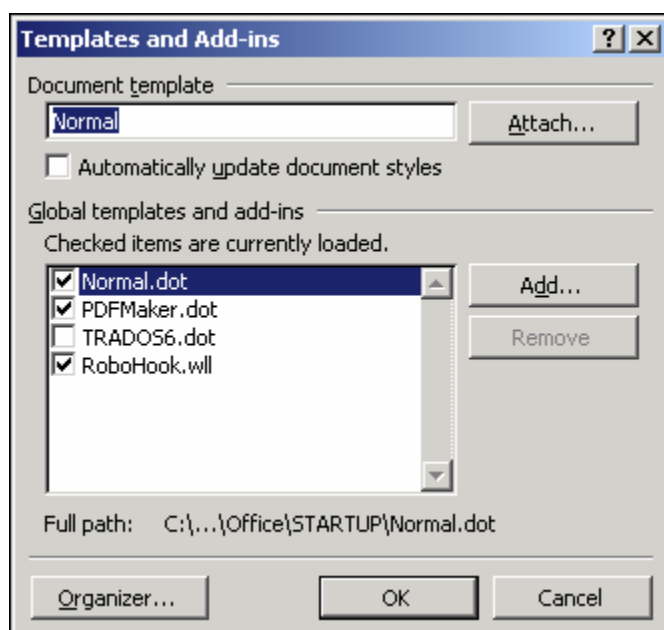 Templates and Add-ins
Document template
Normal
Attach...
Automatically update document styles
Global templates and add-ins
Checked items are currently loaded.
Normal.dot
Add...
PDFMaker.dot
TRADOS6.dot
Remove
RoboHook.wll
Full path: C:\...\Office\STARTUP\Normal.dot
Organizer... OK Cancel